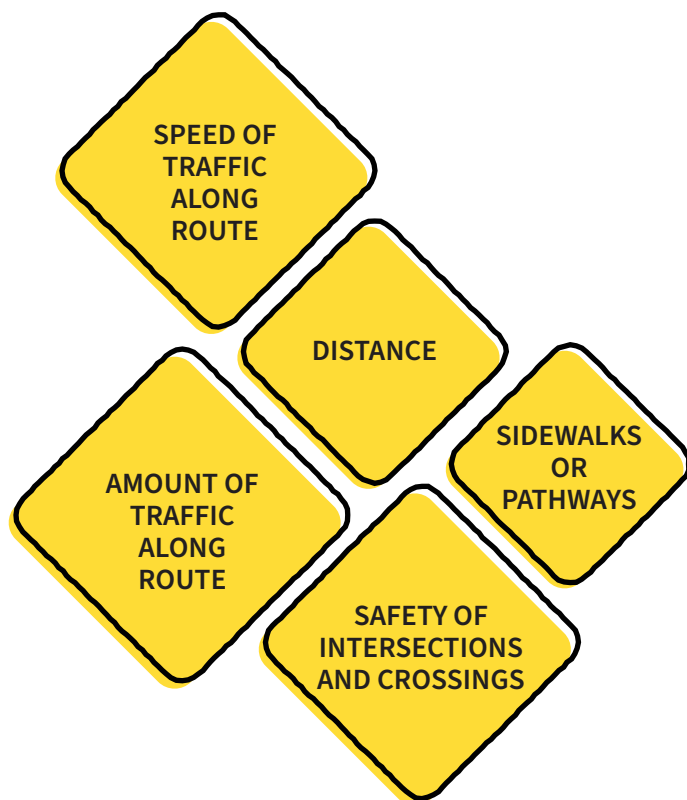 SPEED OF
TRAFFIC
ALONG
ROUTE
DISTANCE
SIDEWALKS
OR
PATHWAYS
AMOUNT OF
TRAFFIC
ALONG
ROUTE
SAFETY OF
INTERSECTIONS
AND CROSSINGS